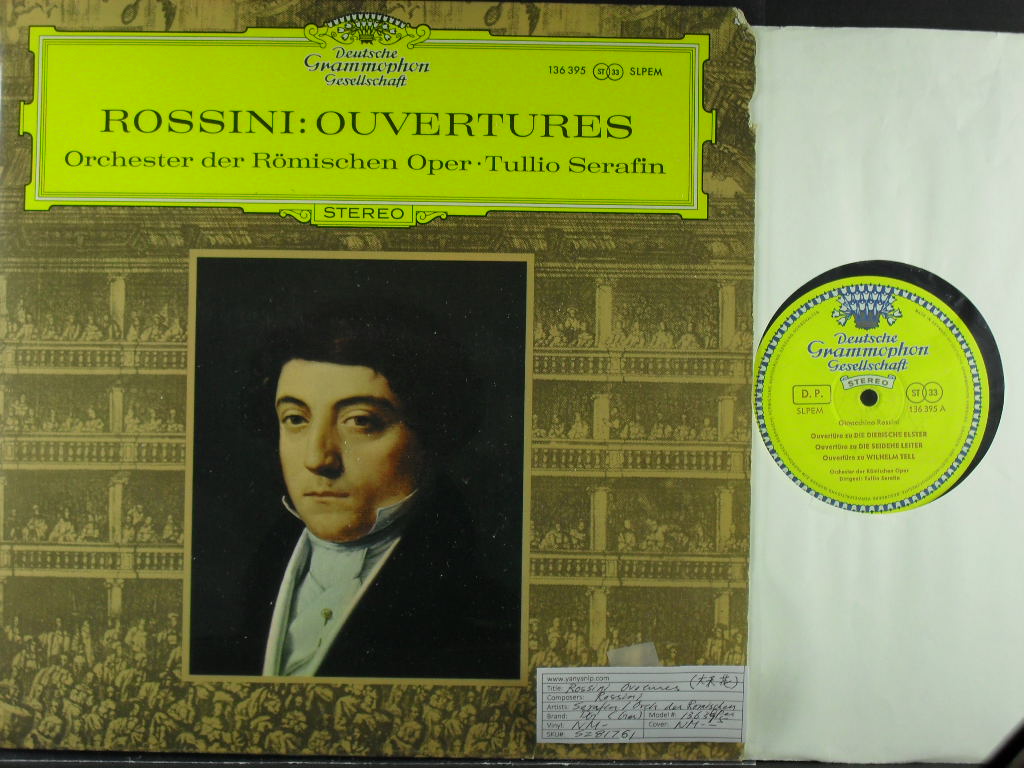 Deutsche
Grammophon
Gesellschaft
136 395 ST 33 SLPEM
ROSSINI: OUVERTURES
Orchester der Römischen Oper · Tullio Serafin
STEREO
Deutsche
Grammophon
Gesellschaft
STEREO
D. P. ST 33
SLPEM 136 395 A
Gioacchino Rossini
Ouvertüre zu DIE DIEBISCHE ELSTER
Ouvertüre zu DIE SEIDENE LEITER
Ouvertüre zu WILHELM TELL
Orchester der Römischen Oper
Dirigent: Tullio Serafin
www.yanysnlp.com
Title: Rossini Overtures
Composers: Rossini
Artists: Serafin / Orch der Romischen
Brand: Model#: 136395
Vinyl: NM- Cover: NM-
SKU#: S281761